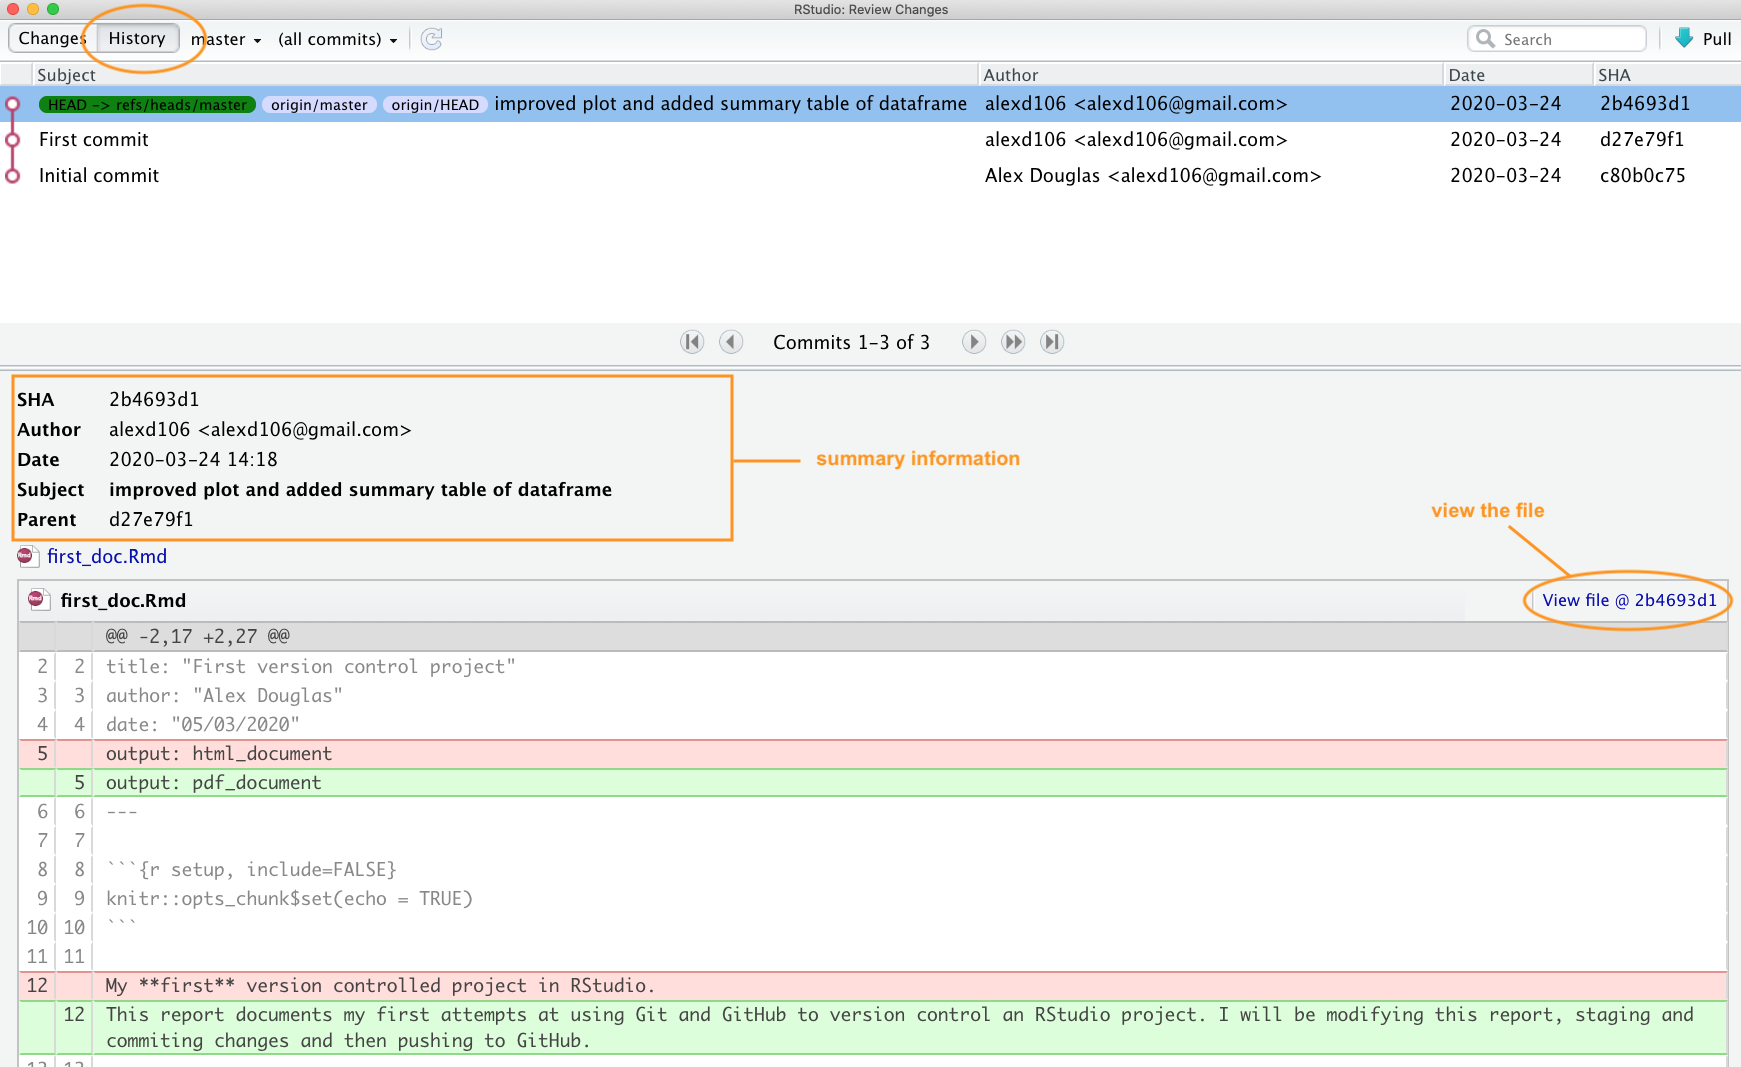 RStudio: Review Changes
Changes History master (all commits) Search Pull
Subject Author Date SHA
HEAD -> refs/heads/master origin/master origin/HEAD improved plot and added summary table of dataframe alexd106 <alexd106@gmail.com> 2020-03-24 2b4693d1
First commit alexd106 <alexd106@gmail.com> 2020-03-24 d27e79f1
Initial commit Alex Douglas <alexd106@gmail.com> 2020-03-24 c80b0c75
Commits 1-3 of 3
SHA 2b4693d1
Author alexd106 <alexd106@gmail.com>
Date 2020-03-24 14:18
summary information
Subject improved plot and added summary table of dataframe
Parent d27e79f1
view the file
Rmd first_doc.Rmd
Rmd first_doc.Rmd View file @ 2b4693d1
@@ -2,17 +2,27 @@
2 2 title: "First version control project"
3 3 author: "Alex Douglas"
4 4 date: "05/03/2020"
5 output: html_document
5 output: pdf_document
6 6 ---
7 7
8 8 ```{r setup, include=FALSE}
9 9 knitr::opts_chunk$set(echo = TRUE)
10 10 ```
11 11
12 My **first** version controlled project in RStudio.
12 This report documents my first attempts at using Git and GitHub to version control an RStudio project. I will be modifying this report, staging and
commiting changes and then pushing to GitHub.
13 13